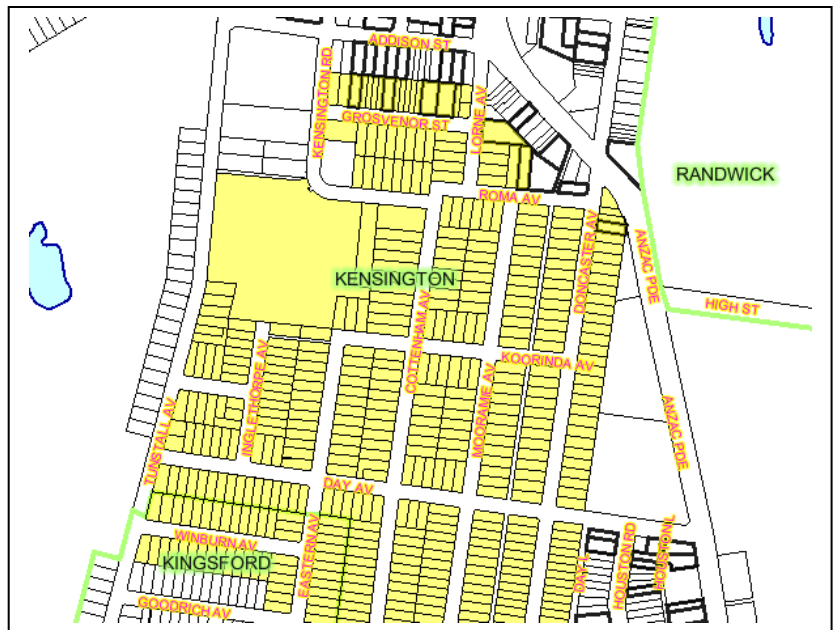 ADDISON ST
KENSINGTON RD
GROSVENOR ST
LORNE AV
RANDWICK
ROMA AV
DONCASTER AV
ANZAC PDE
KENSINGTON
HIGH ST
COTTENHAM AV
KOORINDA AV
INGLETHORPE AV
MOORAMIE AV
TUNSTALL AV
ANZAC PDE
DAY AV
WINBURN AV
EASTERN AV
KINGSFORD
DAY L
HOUSTON RD
HOUSTON L
GOODRICH AV